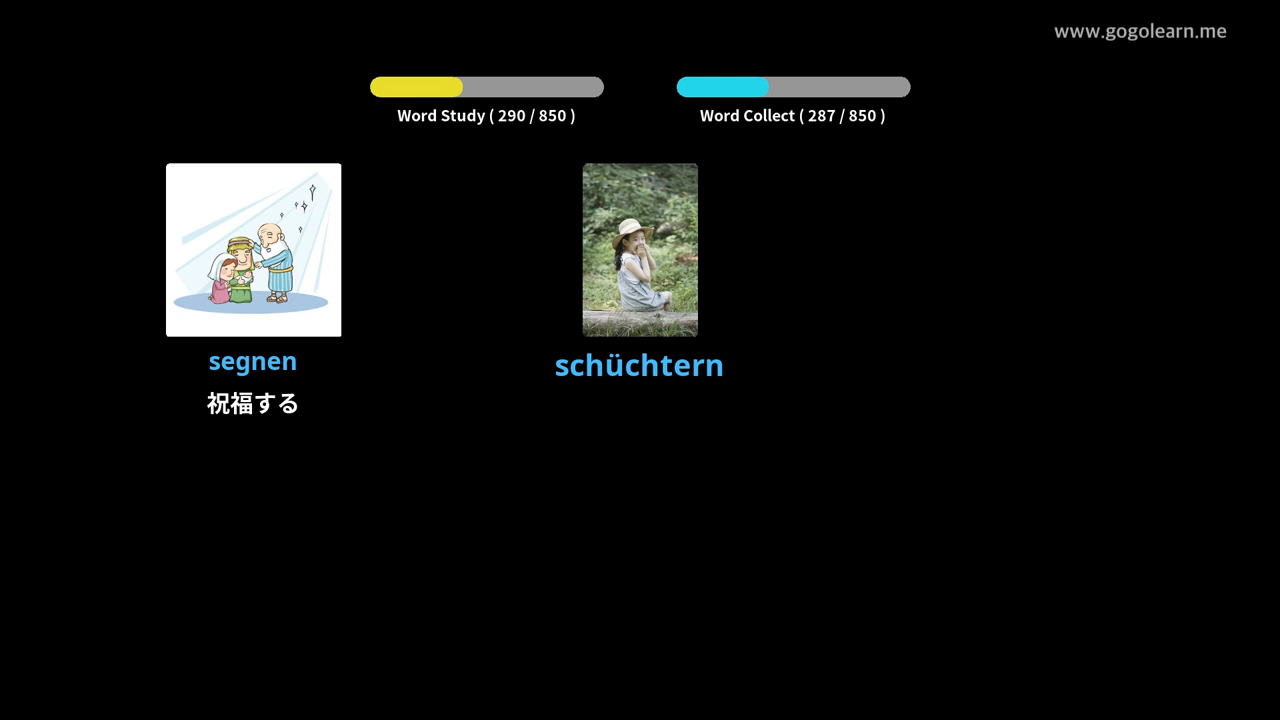 www.gogolearn.me
Word Study ( 290 / 850 )
Word Collect ( 287 / 850 )
segnen
祝福する
schüchtern